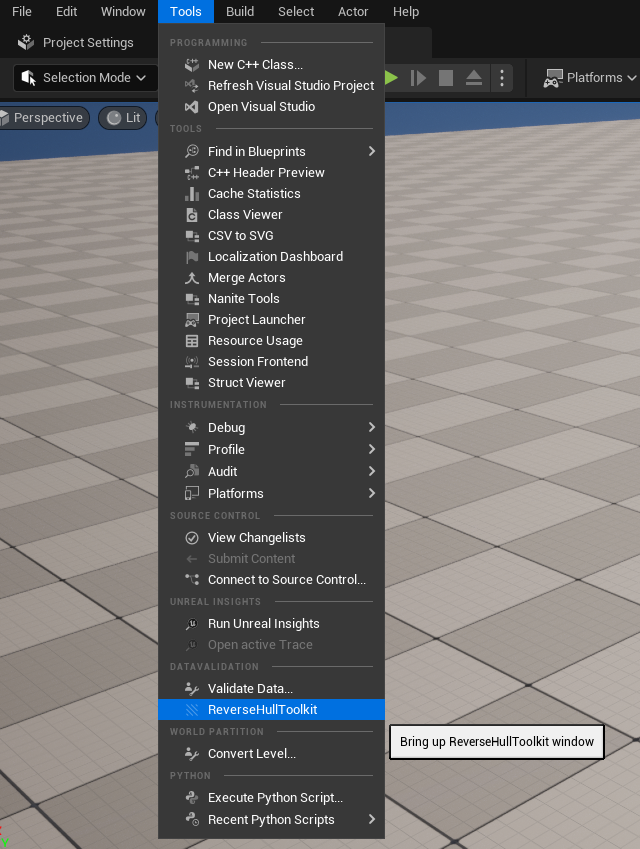 File Edit Window Tools Build Select Actor Help
Project Settings
Selection Mode Platforms
Perspective Lit
PROGRAMMING
New C++ Class...
Refresh Visual Studio Project
Open Visual Studio
TOOLS
Find in Blueprints
C++ Header Preview
Cache Statistics
Class Viewer
CSV to SVG
Localization Dashboard
Merge Actors
Nanite Tools
Project Launcher
Resource Usage
Session Frontend
Struct Viewer
INSTRUMENTATION
Debug
Profile
Audit
Platforms
SOURCE CONTROL
View Changelists
Submit Content
Connect to Source Control...
UNREAL INSIGHTS
Run Unreal Insights
Open active Trace
DATAVALIDATION
Validate Data...
ReverseHullToolkit
Bring up ReverseHullToolkit window
WORLD PARTITION
Convert Level...
PYTHON
Execute Python Script...
Recent Python Scripts